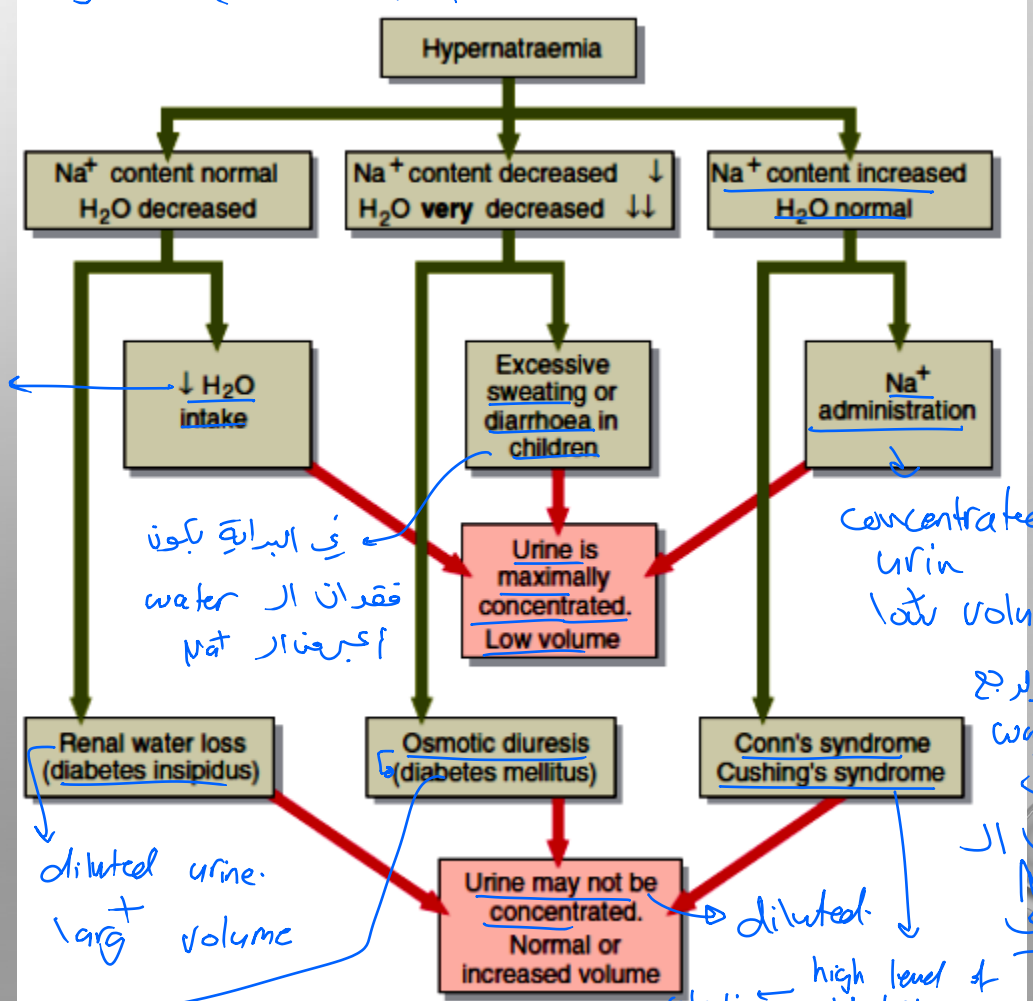 Hypernatraemia
Na+ content normal
H2O decreased
Na+ content decreased ↓
H2O very decreased ↓↓
Na+ content increased
H2O normal
↓ H2O
intake
Excessive
sweating or
diarrhoea in
children
Na+
administration
في البداية بكون
فقدان ال water
اكبر من ال Na+
Urine is
maximally
concentrated.
Low volume
urin
+
low
Renal water loss
(diabetes insipidus)
Osmotic diuresis
(diabetes mellitus)
Conn's syndrome
Cushing's syndrome
diluted urine.
+
larg volume
Urine may not be
concentrated.
Normal or
increased volume
diluted.
high level of